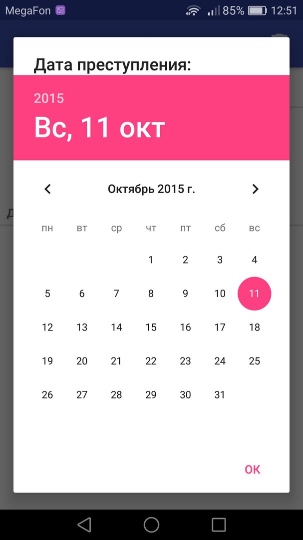 MegaFon 85% 12:51
Дата преступления:
2015
Вс, 11 окт
Октябрь 2015 г.
пн вт ср чт пт сб вс
1 2 3 4
5 6 7 8 9 10 11
12 13 14 15 16 17 18
19 20 21 22 23 24 25
26 27 28 29 30 31
ОК